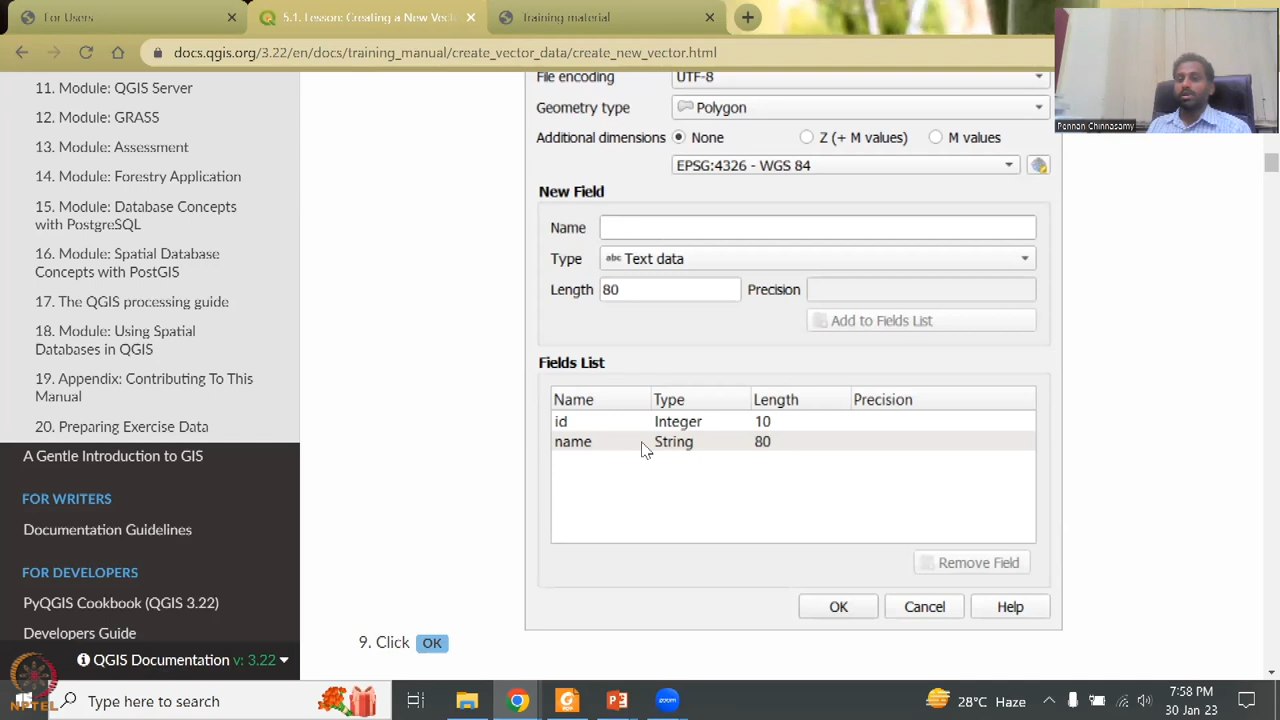 For Users
5.1. Lesson: Creating a New Vect
Training material
docs.qgis.org/3.22/en/docs/training_manual/create_vector_data/create_new_vector.html
Pennan Chinnasamy
11. Module: QGIS Server
12. Module: GRASS
13. Module: Assessment
14. Module: Forestry Application
15. Module: Database Concepts
with PostgreSQL
16. Module: Spatial Database
Concepts with PostGIS
17. The QGIS processing guide
18. Module: Using Spatial
Databases in QGIS
19. Appendix: Contributing To This
Manual
20. Preparing Exercise Data
A Gentle Introduction to GIS
FOR WRITERS
Documentation Guidelines
FOR DEVELOPERS
PyQGIS Cookbook (QGIS 3.22)
Developers Guide
QGIS Documentation v: 3.22
File encoding UTF-8
Geometry type Polygon
Additional dimensions None Z (+ M values) M values
EPSG:4326 - WGS 84
New Field
Name
Type abc Text data
Length 80 Precision
Add to Fields List
Fields List
Name Type Length Precision
id Integer 10
name String 80
Remove Field
OK Cancel Help
9. Click OK
NPTEL
Type here to search
28°C Haze
7:58 PM
30 Jan 23